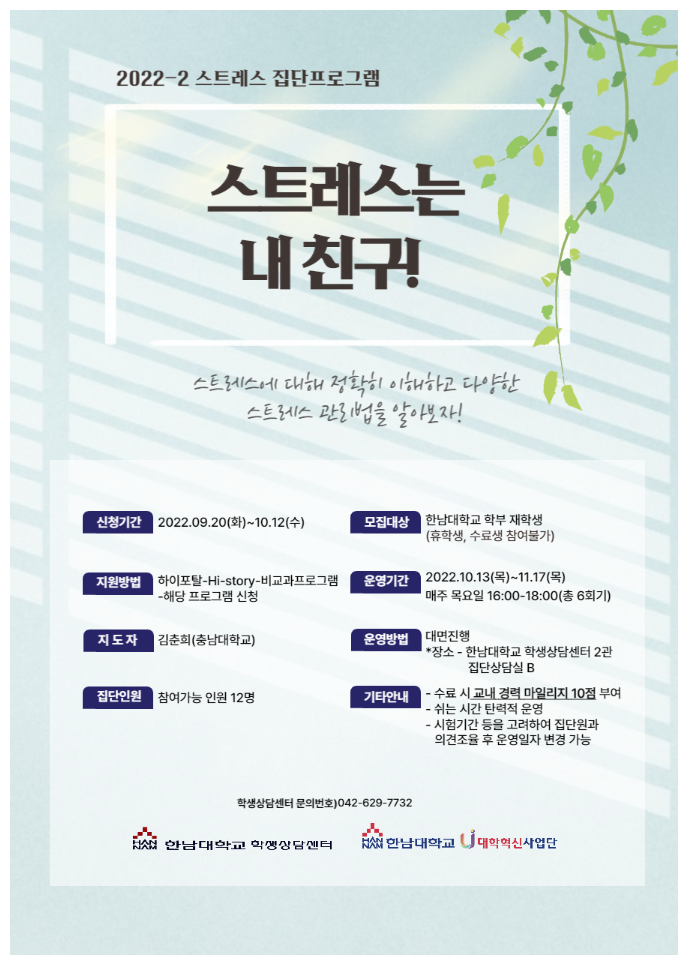 2022-2 스트레스 집단프로그램
스트레스는
내 친구!
스트레스에 대해 정확히 이해하고 다양한
스트레스 관리법을 알아보자!
신청기간 2022.09.20(화)~10.12(수)
모집대상 한남대학교 학부 재학생
(휴학생, 수료생 참여불가)
지원방법 하이포탈-Hi-story-비교과프로그램
-해당 프로그램 신청
운영기간 2022.10.13(목)~11.17(목)
매주 목요일 16:00-18:00(총 6회기)
지 도 자 김춘희(충남대학교)
운영방법 대면진행
*장소 - 한남대학교 학생상담센터 2관
집단상담실 B
집단인원 참여가능 인원 12명
기타안내 - 수료 시 교내 경력 마일리지 10점 부여
- 쉬는 시간 탄력적 운영
- 시험기간 등을 고려하여 집단원과
의견조율 후 운영일자 변경 가능
학생상담센터 문의번호)042-629-7732
HAN NAM 한남대학교 학생상담센터
HAN NAM 한남대학교 대학혁신사업단